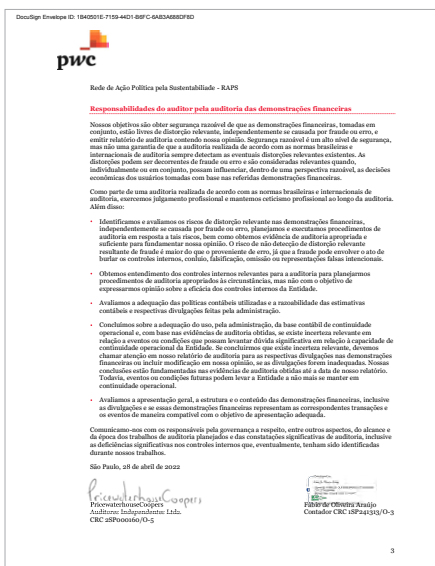 DocuSign Envelope ID: 1B40501E-7159-44D1-B6FC-6AB3A688DF8D
pwc
Rede de Ação Política pela Sustentabiliade - RAPS
Responsabilidades do auditor pela auditoria das demonstrações financeiras
Nossos objetivos são obter segurança razoável de que as demonstrações financeiras, tomadas em
conjunto, estão livres de distorção relevante, independentemente se causada por fraude ou erro, e
emitir relatório de auditoria contendo nossa opinião. Segurança razoável é um alto nível de segurança,
mas não uma garantia de que a auditoria realizada de acordo com as normas brasileiras e
internacionais de auditoria sempre detectam as eventuais distorções relevantes existentes. As
distorções podem ser decorrentes de fraude ou erro e são consideradas relevantes quando,
individualmente ou em conjunto, possam influenciar, dentro de uma perspectiva razoável, as decisões
econômicas dos usuários tomadas com base nas referidas demonstrações financeiras.
Como parte de uma auditoria realizada de acordo com as normas brasileiras e internacionais de
auditoria, exercemos julgamento profissional e mantemos ceticismo profissional ao longo da auditoria.
Além disso:
• Identificamos e avaliamos os riscos de distorção relevante nas demonstrações financeiras,
independentemente se causada por fraude ou erro, planejamos e executamos procedimentos de
auditoria em resposta a tais riscos, bem como obtemos evidência de auditoria apropriada e
suficiente para fundamentar nossa opinião. O risco de não detecção de distorção relevante
resultante de fraude é maior do que o proveniente de erro, já que a fraude pode envolver o ato de
burlar os controles internos, conluio, falsificação, omissão ou representações falsas intencionais.
• Obtemos entendimento dos controles internos relevantes para a auditoria para planejarmos
procedimentos de auditoria apropriados às circunstâncias, mas não com o objetivo de
expressarmos opinião sobre a eficácia dos controles internos da Entidade.
• Avaliamos a adequação das políticas contábeis utilizadas e a razoabilidade das estimativas
contábeis e respectivas divulgações feitas pela administração.
• Concluímos sobre a adequação do uso, pela administração, da base contábil de continuidade
operacional e, com base nas evidências de auditoria obtidas, se existe incerteza relevante em
relação a eventos ou condições que possam levantar dúvida significativa em relação à capacidade de
continuidade operacional da Entidade. Se concluirmos que existe incerteza relevante, devemos
chamar atenção em nosso relatório de auditoria para as respectivas divulgações nas demonstrações
financeiras ou incluir modificação em nossa opinião, se as divulgações forem inadequadas. Nossas
conclusões estão fundamentadas nas evidências de auditoria obtidas até a data de nosso relatório.
Todavia, eventos ou condições futuras podem levar a Entidade a não mais se manter em
continuidade operacional.
• Avaliamos a apresentação geral, a estrutura e o conteúdo das demonstrações financeiras, inclusive
as divulgações e se essas demonstrações financeiras representam as correspondentes transações e
os eventos de maneira compatível com o objetivo de apresentação adequada.
Comunicamo-nos com os responsáveis pela governança a respeito, entre outros aspectos, do alcance e
da época dos trabalhos de auditoria planejados e das constatações significativas de auditoria, inclusive
as deficiências significativas nos controles internos que, eventualmente, tenham sido identificadas
durante nossos trabalhos.
São Paulo, 28 de abril de 2022
PricewaterhouseCoopers
PricewaterhouseCoopers
Auditores Independentes Ltda.
CRC 2SP000160/O-5
Fábio de Oliveira Araújo
Contador CRC 1SP241313/O-3
3